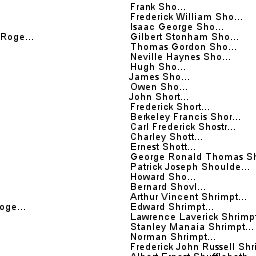 Frank Sho...
Frederick William Sho...
Isaac George Sho...
Roge... Gilbert Stonham Sho...
Thomas Gordon Sho...
Neville Haynes Sho...
Hugh Sho...
James Sho...
Owen Sho...
John Short...
Frederick Short...
Berkeley Francis Shor...
Carl Frederick Shostr...
Charley Shott...
Ernest Shott...
George Ronald Thomas Sh
Patrick Joseph Shoulde...
Howard Sho...
Bernard Shovl...
Arthur Vincent Shrimpt...
oge... Edward Shrimpt...
Lawrence Laverick Shrimpt
Stanley Manaia Shrimpt...
Norman Shrimpt...
Frederick John Russell Shri